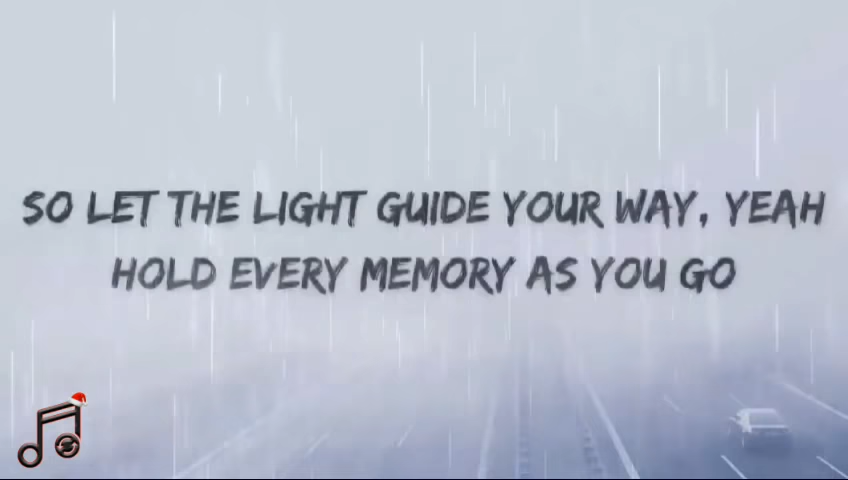 SO LET THE LIGHT GUIDE YOUR WAY, YEAH
HOLD EVERY MEMORY AS YOU GO